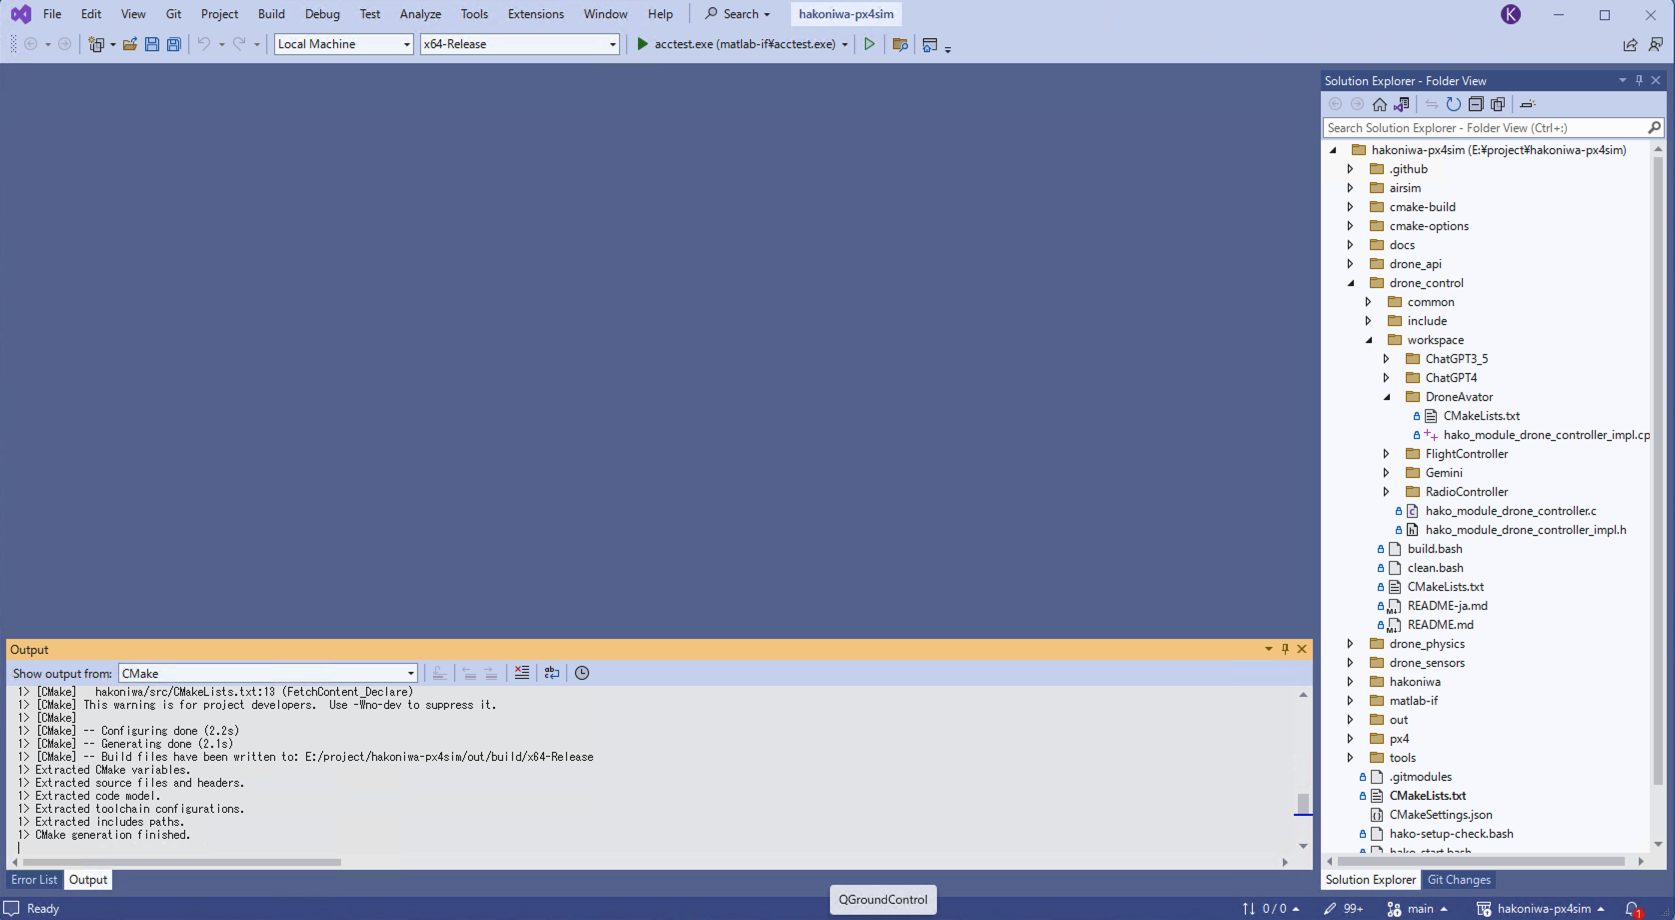 File Edit View Git Project Build Debug Test Analyze Tools Extensions Window Help Search hakoniwa-px4sim K
Local Machine x64-Release acctest.exe (matlab-if¥acctest.exe)
Solution Explorer - Folder View
Search Solution Explorer - Folder View (Ctrl+:)
hakoniwa-px4sim (E:¥project¥hakoniwa-px4sim)
.github
airsim
cmake-build
cmake-options
docs
drone_api
drone_control
common
include
workspace
ChatGPT3_5
ChatGPT4
DroneAvator
CMakeLists.txt
hako_module_drone_controller_impl.cp
FlightController
Gemini
RadioController
hako_module_drone_controller.c
hako_module_drone_controller_impl.h
build.bash
clean.bash
CMakeLists.txt
README-ja.md
README.md
drone_physics
drone_sensors
hakoniwa
matlab-if
out
px4
tools
.gitmodules
CMakeLists.txt
CMakeSettings.json
hako-setup-check.bash
hako-start.bash
Solution Explorer Git Changes
Output
Show output from: CMake
1> [CMake]   hakoniwa/src/CMakeLists.txt:13 (FetchContent_Declare)
1> [CMake] This warning is for project developers.  Use -Wno-dev to suppress it.
1> [CMake]
1> [CMake] -- Configuring done (2.2s)
1> [CMake] -- Generating done (2.1s)
1> [CMake] -- Build files have been written to: E:/project/hakoniwa-px4sim/out/build/x64-Release
1> Extracted CMake variables.
1> Extracted source files and headers.
1> Extracted code model.
1> Extracted toolchain configurations.
1> Extracted includes paths.
1> CMake generation finished.
Error List Output
QGroundControl
Ready 0 / 0 99+ main hakoniwa-px4sim 1